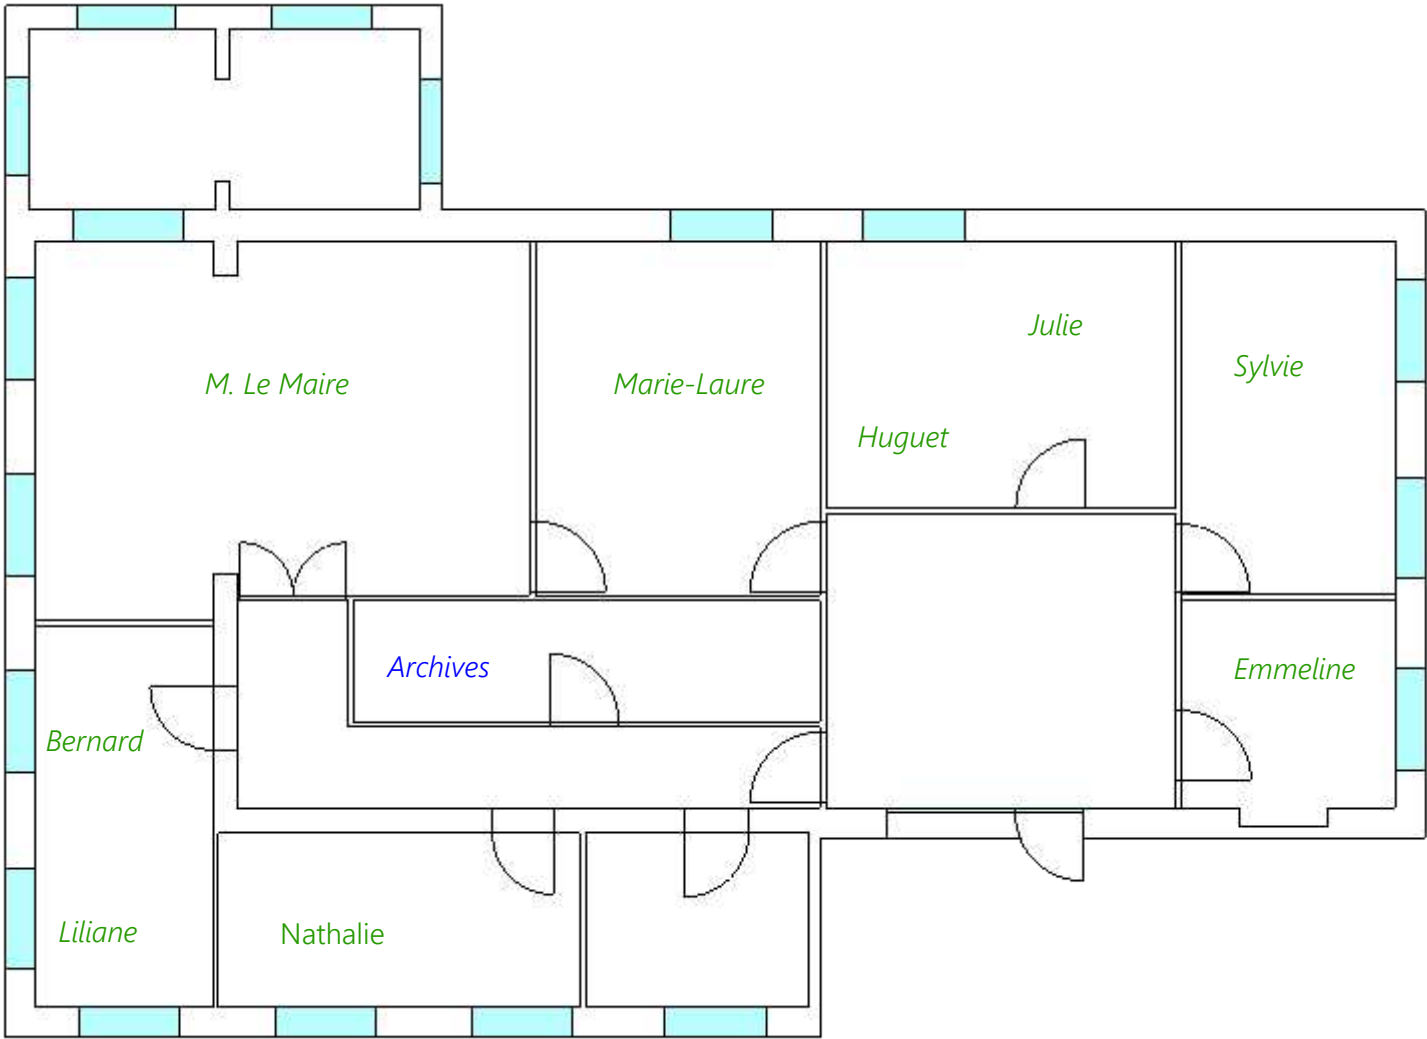 Julie
Sylvie
M. Le Maire
Marie-Laure
Huguet
Archives
Emmeline
Bernard
Liliane
Nathalie